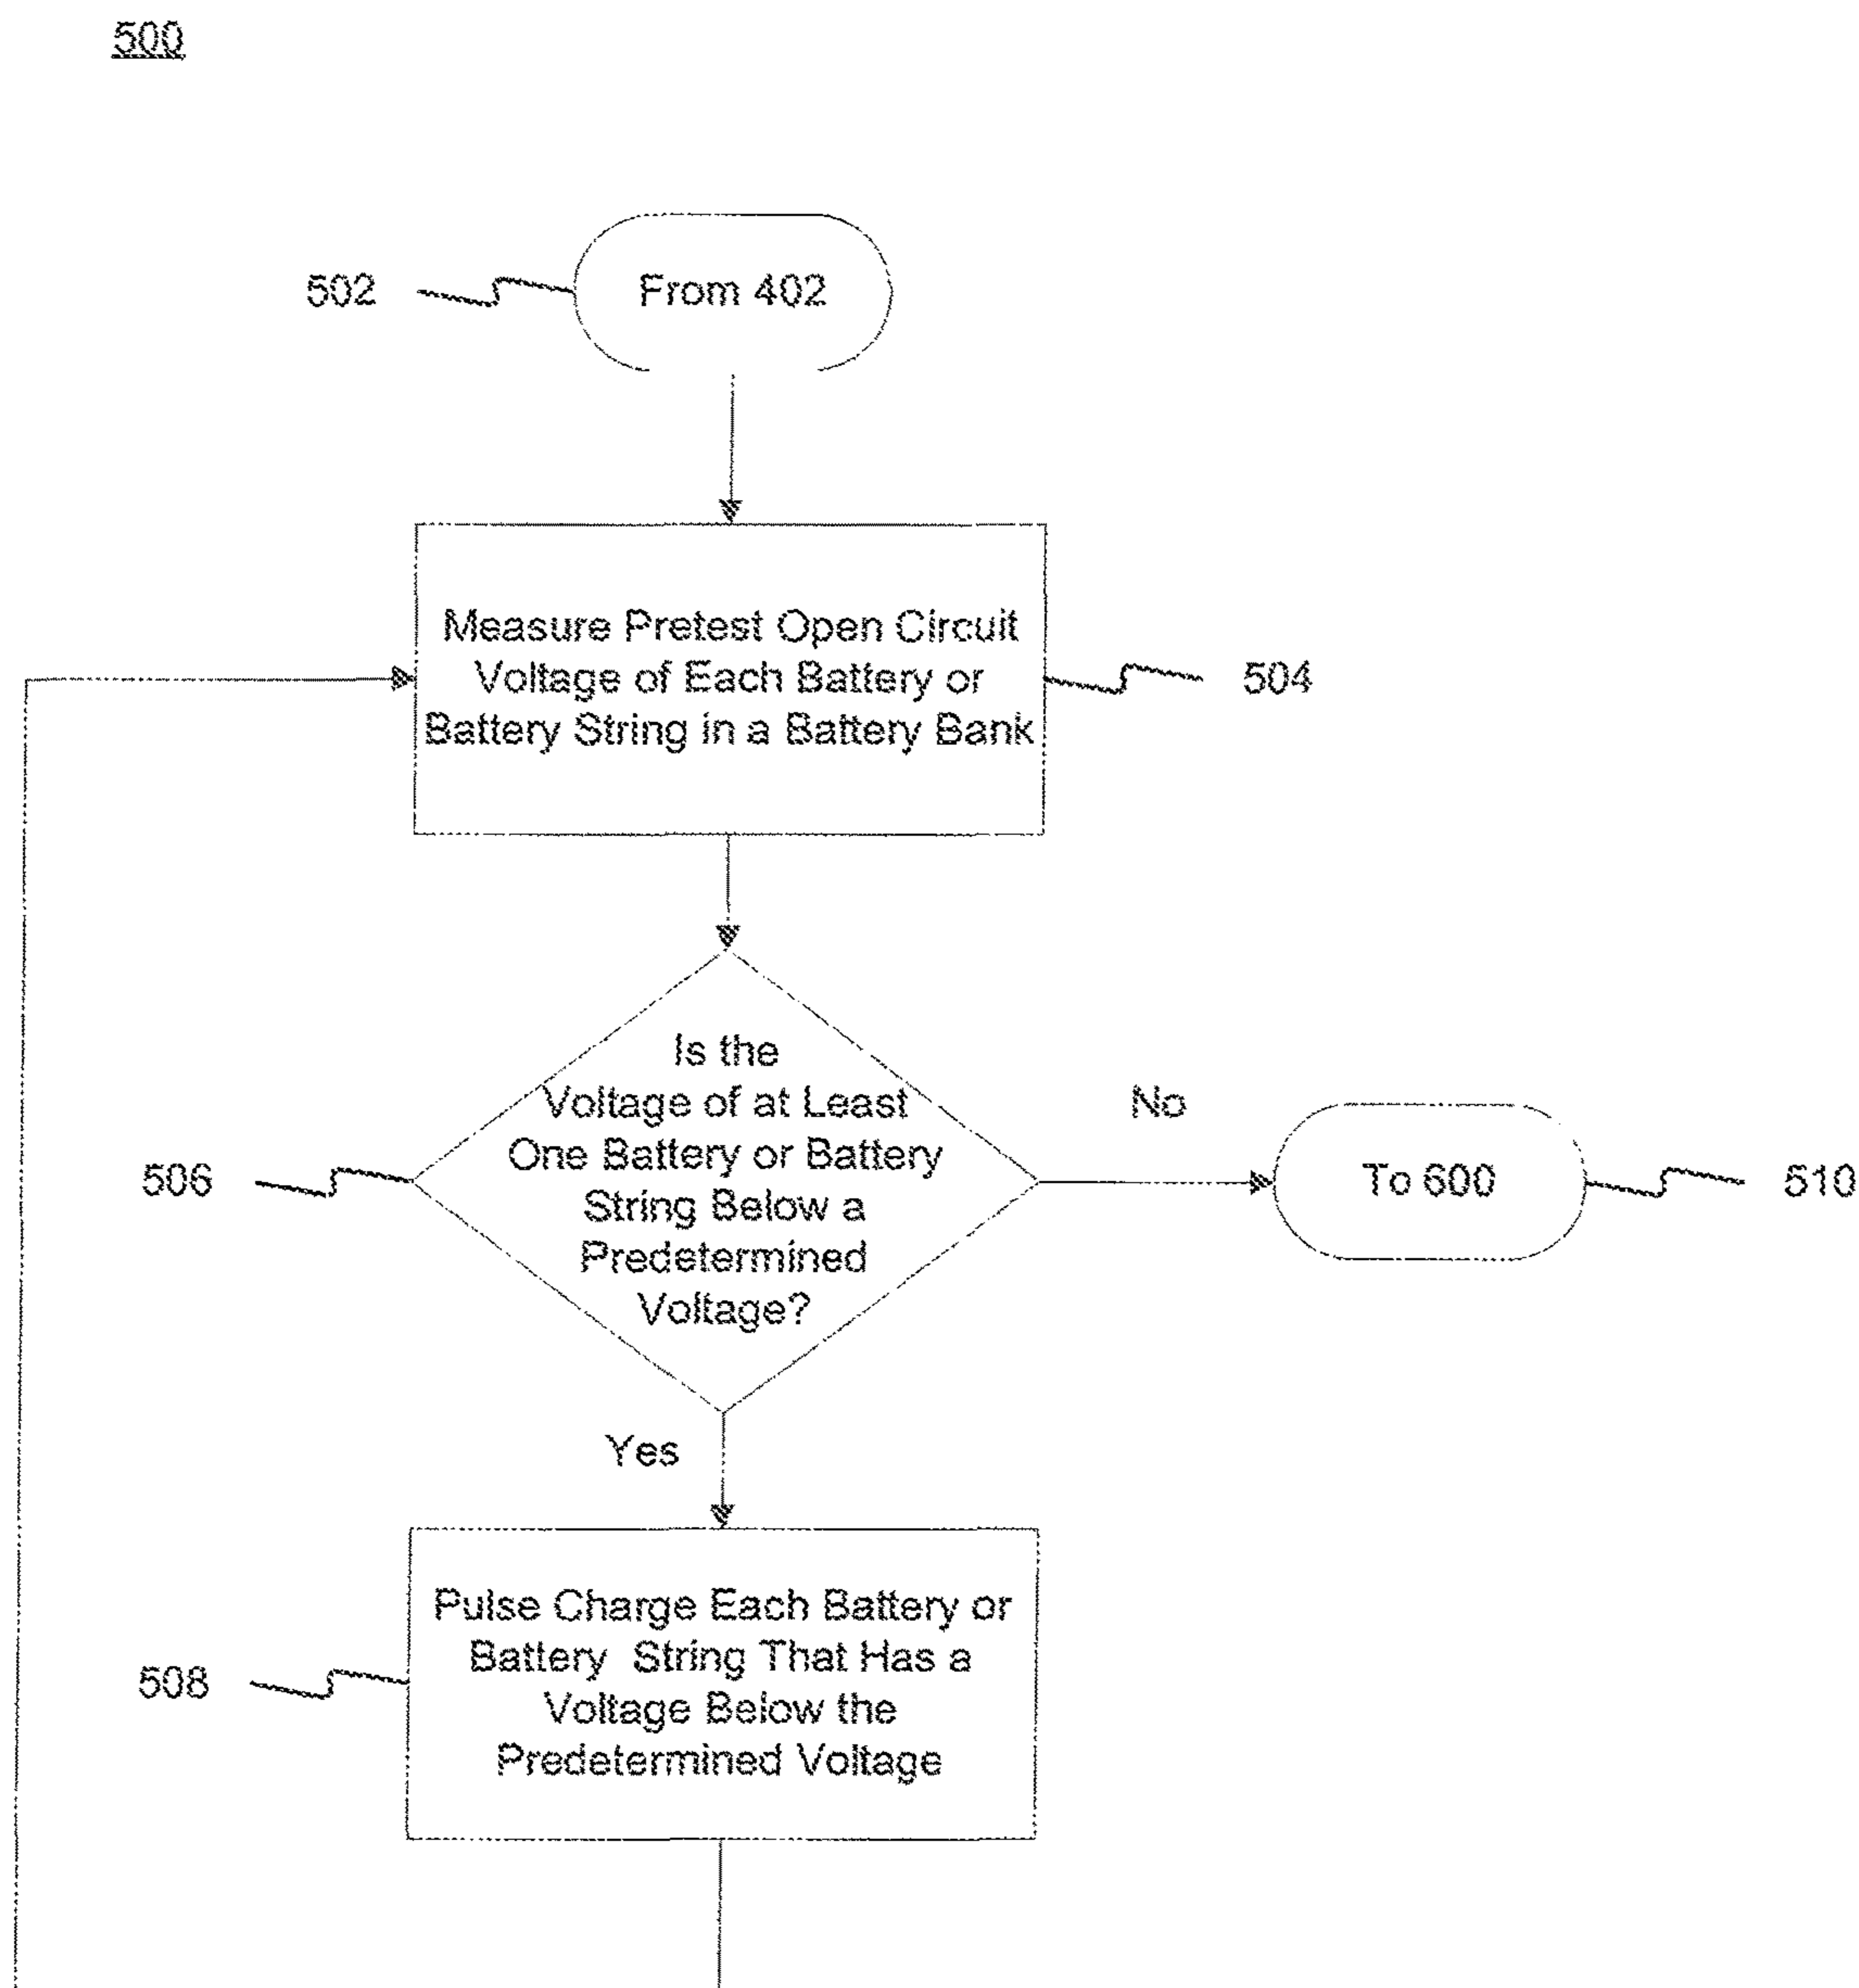 500
502
From 402
Measure Pretest Open Circuit
Voltage of Each Battery or
Battery String in a Battery Bank
504
Is the
Voltage of at Least
One Battery or Battery
String Below a
Predetermined
Voltage?
506
No
To 600
510
Yes
Pulse Charge Each Battery or
Battery String That Has a
Voltage Below the
Predetermined Voltage
508